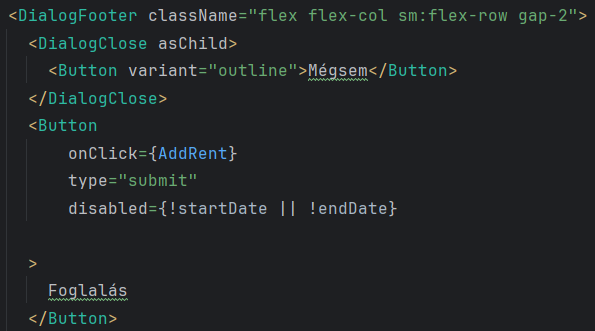 <DialogFooter className="flex flex-col sm:flex-row gap-2">
<DialogClose asChild>
<Button variant="outline">Mégsem</Button>
</DialogClose>
<Button
onClick={AddRent}
type="submit"
disabled={!startDate || !endDate}
>
Foglalás
</Button>